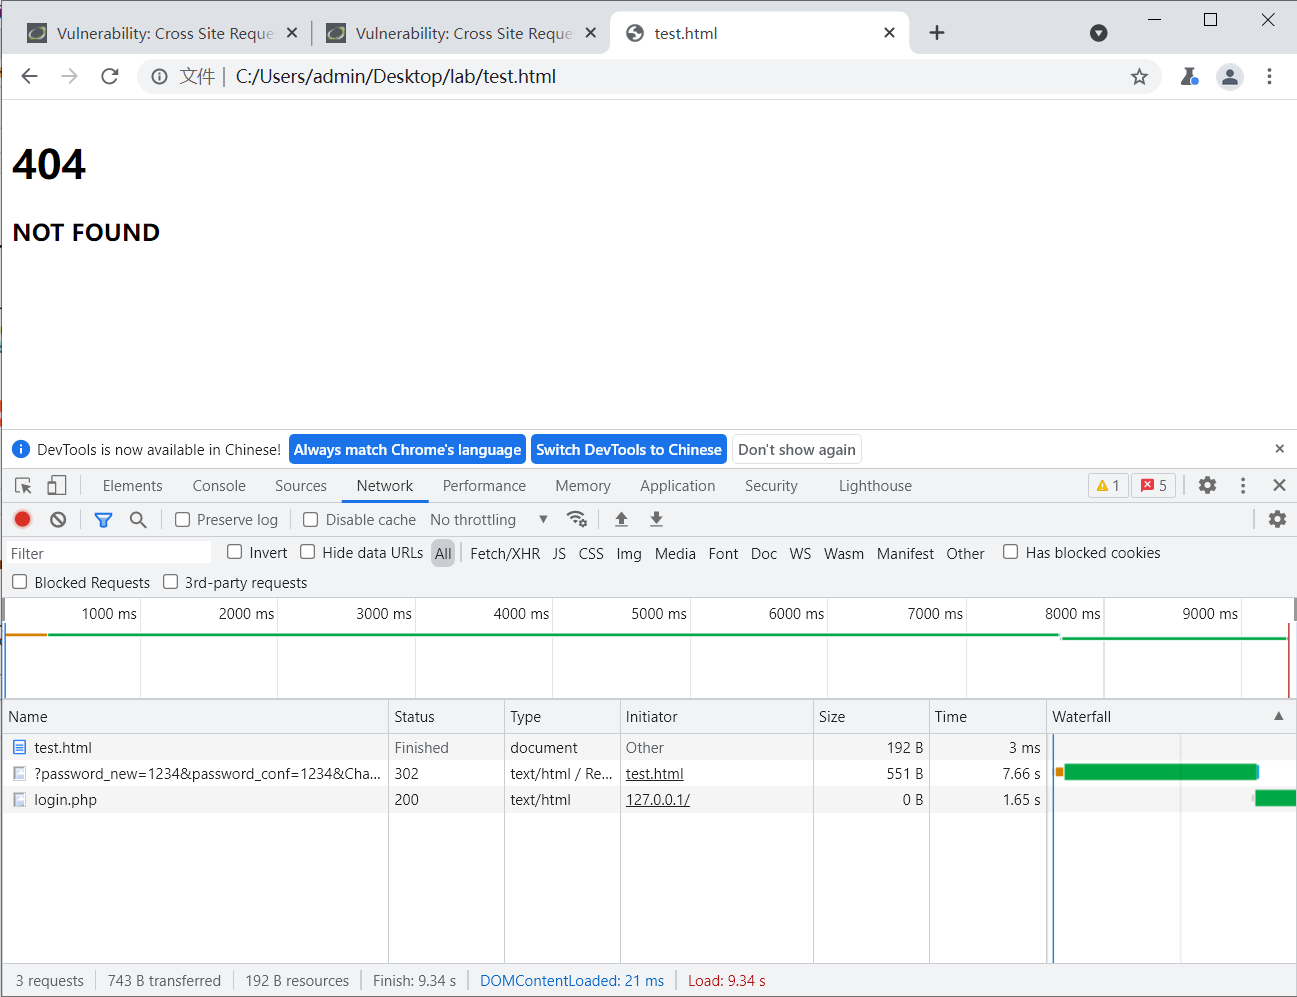 Vulnerability: Cross Site Reque
Vulnerability: Cross Site Reque
test.html
文件 | C:/Users/admin/Desktop/lab/test.html
404
NOT FOUND
DevTools is now available in Chinese! Always match Chrome's language Switch DevTools to Chinese Don't show again
Elements Console Sources Network Performance Memory Application Security Lighthouse 1 5
Preserve log Disable cache No throttling
Filter Invert Hide data URLs All Fetch/XHR JS CSS Img Media Font Doc WS Wasm Manifest Other Has blocked cookies
Blocked Requests 3rd-party requests
1000 ms 2000 ms 3000 ms 4000 ms 5000 ms 6000 ms 7000 ms 8000 ms 9000 ms
Name Status Type Initiator Size Time Waterfall
test.html Finished document Other 192 B 3 ms
?password_new=1234&password_conf=1234&Cha... 302 text/html / Re... test.html 551 B 7.66 s
login.php 200 text/html 127.0.0.1/ 0 B 1.65 s
3 requests 743 B transferred 192 B resources Finish: 9.34 s DOMContentLoaded: 21 ms Load: 9.34 s